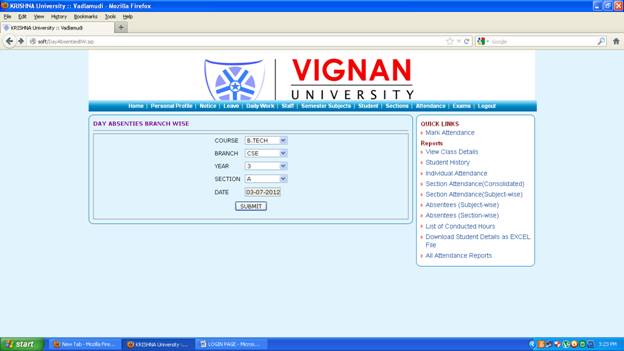 KRISHNA University :: Vadlamudi - Mozilla Firefox
File Edit View History Bookmarks Tools Help
KRISHNA University :: Vadlamudi
Google
VIGNAN
UNIVERSITY
Home | Personal Profile | Notice | Leave | Daily Work | Staff | Semester Subjects | Student | Sections | Attendance | Exams | Logout
DAY ABSENTIES BRANCH WISE
COURSE B.TECH
BRANCH CSE
YEAR 3
SECTION A
DATE 03-07-2012
SUBMIT
QUICK LINKS
Mark Attendance
Reports
View Class Details
Student History
Individual Attendance
Section Attendance(Consolidated)
Section Attendance(Subject-wise)
Absentees (Subject-wise)
Absentees (Section-wise)
List of Conducted Hours
Download Student Details as EXCEL
File
All Attendance Reports
start
New Tab - Mozilla Fire...
KRISHNA University :...
LOGIN PAGE - Micros...
3:23 PM